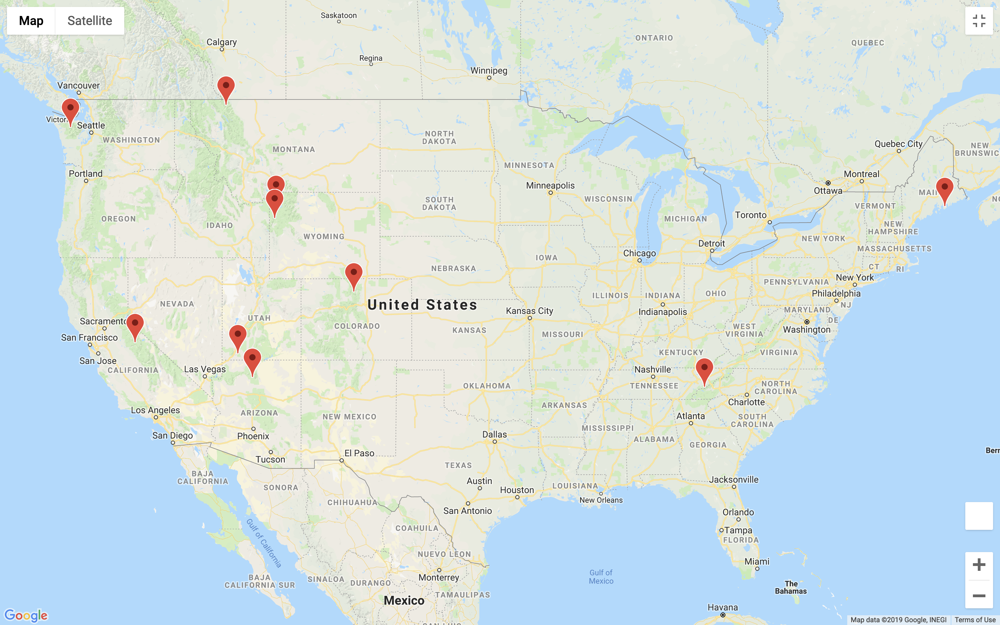 Map
Satellite
Saskatoon
Calgary
Regina
Winnipeg
ONTARIO
QUEBEC
Vancouver
Seattle
WASHINGTON
MONTANA
NORTH
DAKOTA
MINNESOTA
Minneapolis
Quebec City
NEW
Montreal
Ottawa
Portland
OREGON
IDAHO
WYOMING
SOUTH
DAKOTA
WISCONSIN
MICHIGAN
Toronto
VERMONT
NEW
HAMPSHIRE
NEW YORK
MASSACHUSETTS
CT
RI
Detroit
Chicago
IOWA
NEBRASKA
New York
PENNSYLVANIA
Philadelphia
NJ
MARYLAND
DE
Washington
OHIO
INDIANA
Indianapolis
ILLINOIS
United States
Kansas City
KANSAS
MISSOURI
WEST
VIRGINIA
NEVADA
UTAH
COLORADO
San Francisco
San Jose
CALIFORNIA
Las Vegas
KENTUCKY
VIRGINIA
Nashville
TENNESSEE
OKLAHOMA
ARKANSAS
NORTH
CAROLINA
Charlotte
Los Angeles
ARIZONA
NEW MEXICO
Atlanta
SOUTH
CAROLINA
MISSISSIPPI
ALABAMA
GEORGIA
San Diego
Phoenix
Tucson
El Paso
Dallas
TEXAS
BAJA
CALIFORNIA
SONORA
CHIHUAHUA
Austin
Houston
San Antonio
LOUISIANA
New Orleans
Jacksonville
Orlando
Tampa
FLORIDA
Miami
Gulf of California
COAHUILA
NUEVO LEON
Monterrey
Gulf of
Mexico
BAJA
CALIFORNIA SUR
SINALOA
DURANGO
Mexico
TAMAULIPAS
The
Bahamas
Havana
Google
Map data ©2019 Google, INEGI
Terms of Use